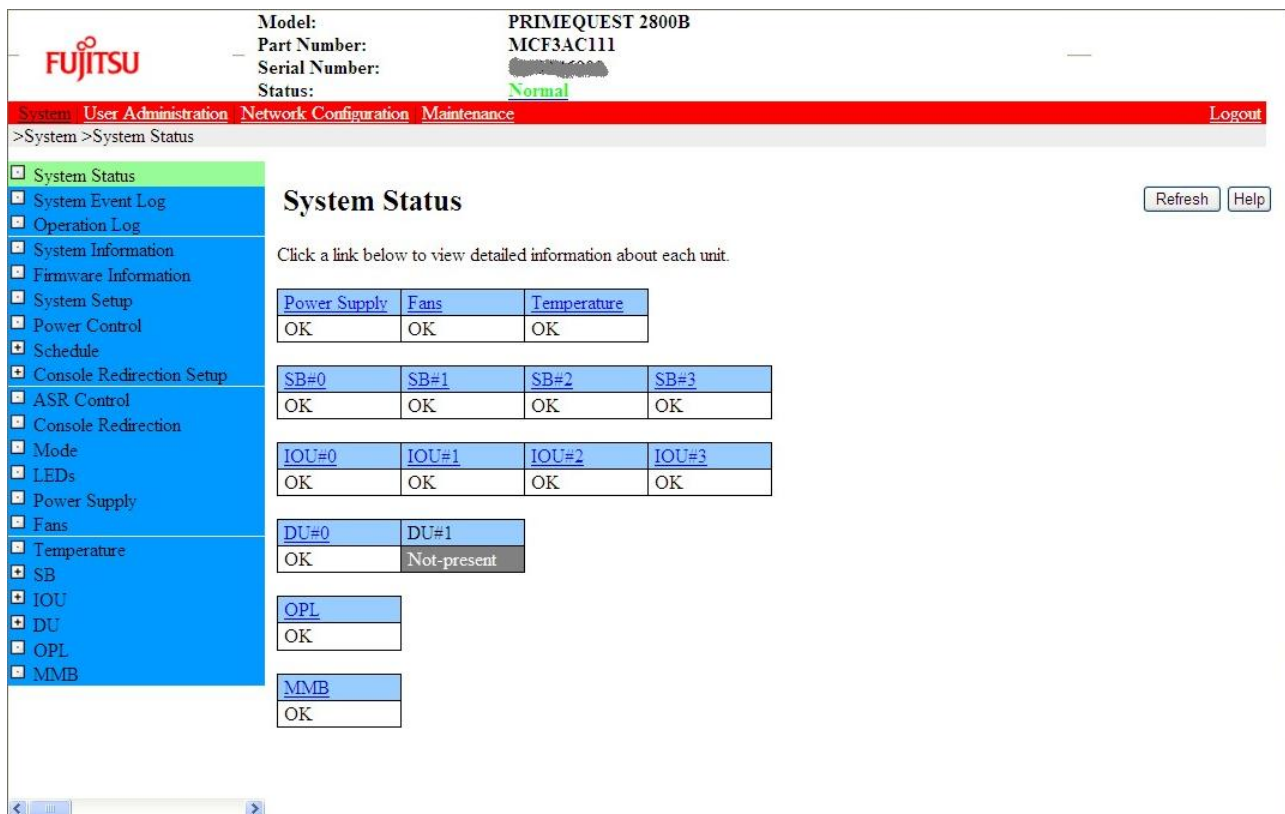 FUJITSU
Model: PRIMEQUEST 2800B
Part Number: MCF3AC111
Serial Number:
Status: Normal
System User Administration Network Configuration Maintenance Logout
>System >System Status
System Status
System Event Log
Operation Log
System Information
Firmware Information
System Setup
Power Control
Schedule
Console Redirection Setup
ASR Control
Console Redirection
Mode
LEDs
Power Supply
Fans
Temperature
SB
IOU
DU
OPL
MMB
System Status
Refresh Help
Click a link below to view detailed information about each unit.
Power Supply Fans Temperature
OK OK OK
SB#0 SB#1 SB#2 SB#3
OK OK OK OK
IOU#0 IOU#1 IOU#2 IOU#3
OK OK OK OK
DU#0 DU#1
OK Not-present
OPL
OK
MMB
OK